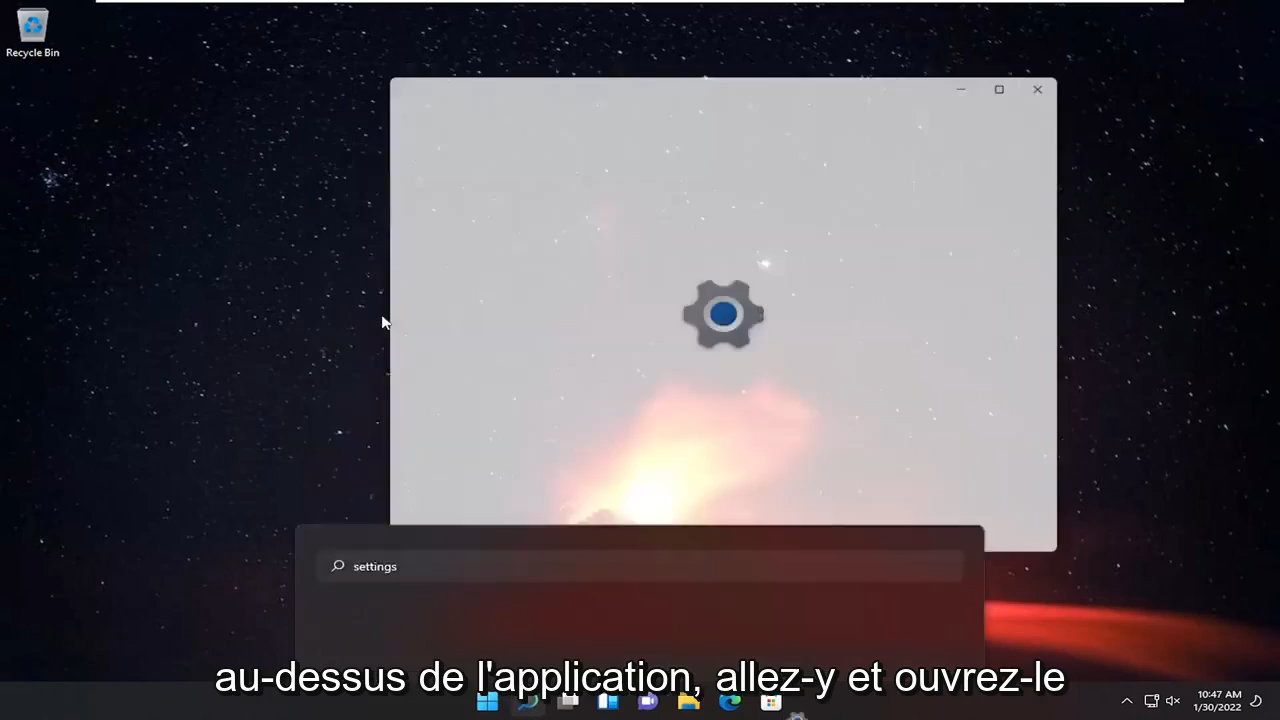 Recycle Bin
settings
au-dessus de l'application, allez-y et ouvrez-le
10:47 AM
1/30/2022